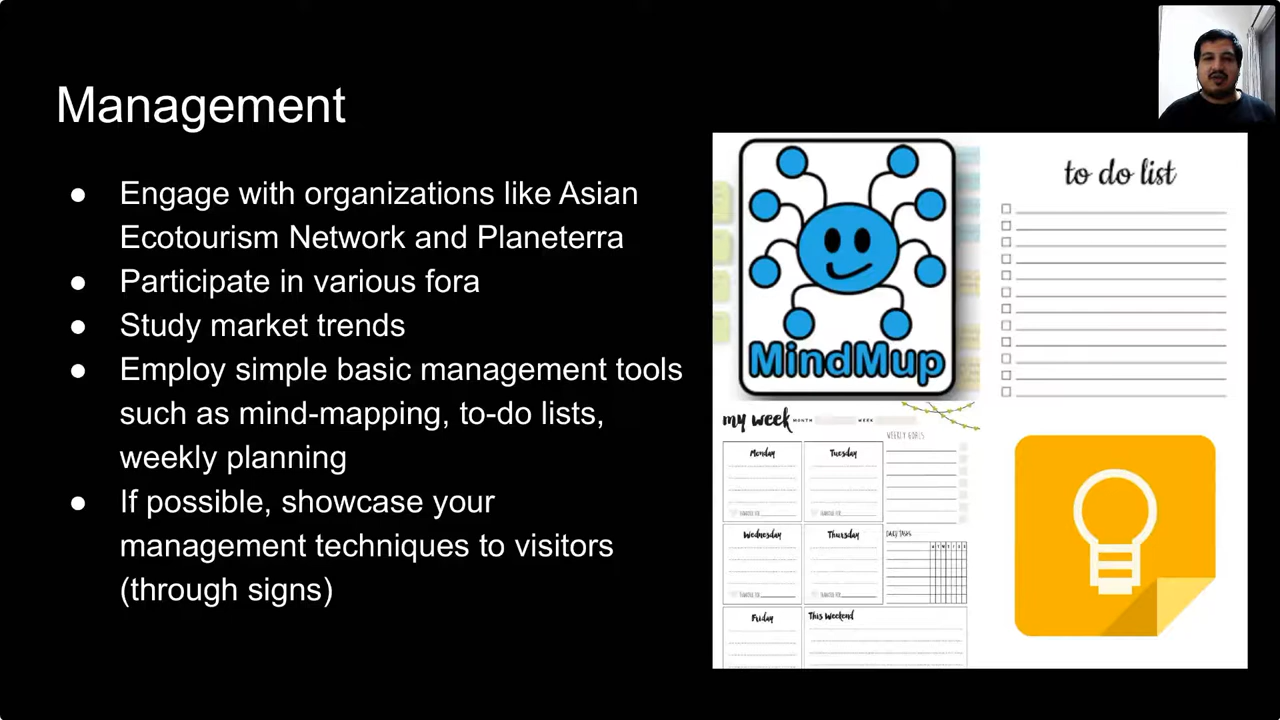 Management
● Engage with organizations like Asian
Ecotourism Network and Planeterra
● Participate in various fora
● Study market trends
● Employ simple basic management tools
such as mind-mapping, to-do lists,
weekly planning
● If possible, showcase your
management techniques to visitors
(through signs)
MindMup
to do list
my week MONTH WEEK
WEEKLY GOALS
Monday
Tuesday
Wednesday
Thursday
DAILY TASKS
Friday
This Weekend